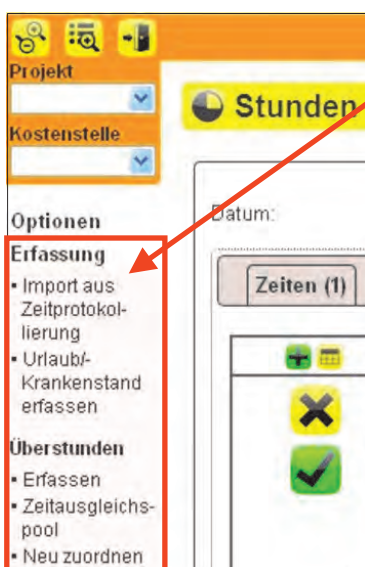 Projekt
Kostenstelle
Stunden
Optionen
Datum:
Erfassung
▪ Import aus
Zeitprotokol-
lierung
▪ Urlaub/-
Krankenstand
erfassen
Zeiten (1)
Überstunden
▪ Erfassen
▪ Zeitausgleichs-
pool
▪ Neu zuordnen